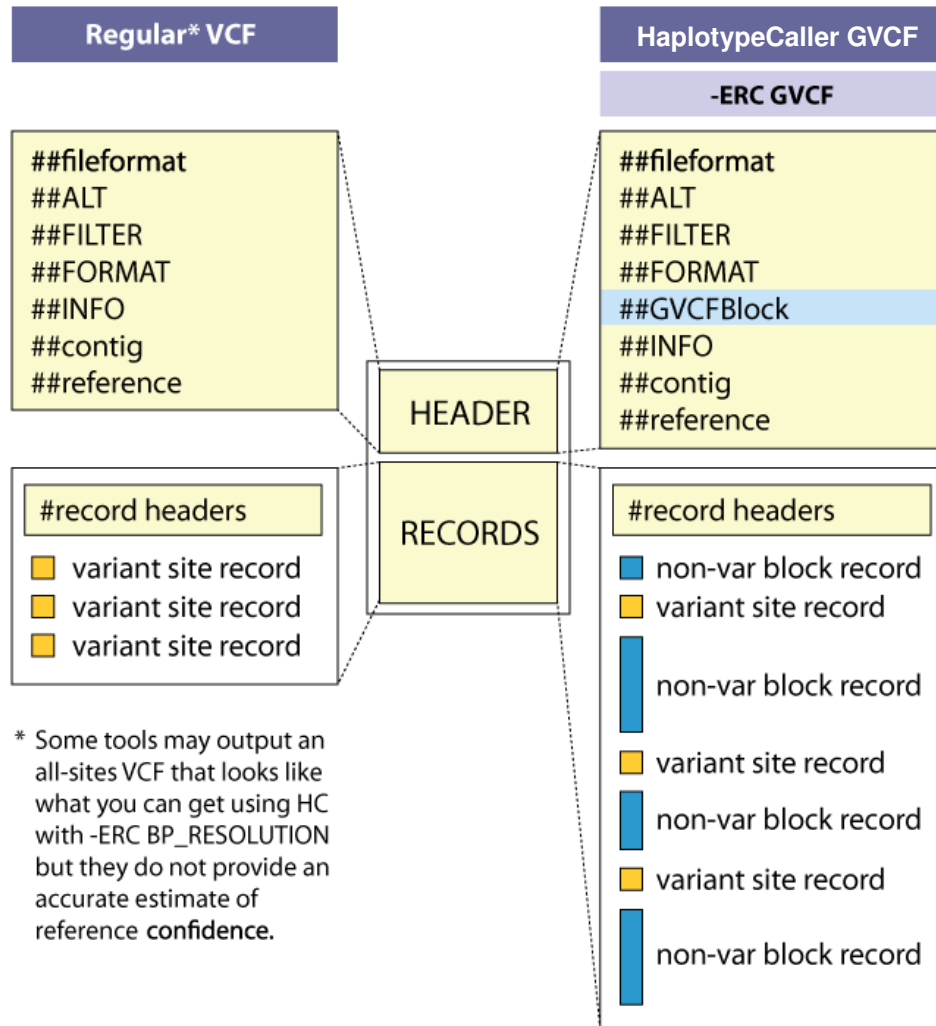 Regular* VCF
##fileformat
##ALT
##FILTER
##FORMAT
##INFO
##contig
##reference
#record headers
variant site record
variant site record
variant site record
* Some tools may output an
all-sites VCF that looks like
what you can get using HC
with -ERC BP_RESOLUTION
but they do not provide an
accurate estimate of
reference confidence.
HEADER
RECORDS
HaplotypeCaller GVCF
-ERC GVCF
##fileformat
##ALT
##FILTER
##FORMAT
##GVCFBlock
##INFO
##contig
##reference
#record headers
non-var block record
variant site record
non-var block record
variant site record
non-var block record
variant site record
non-var block record